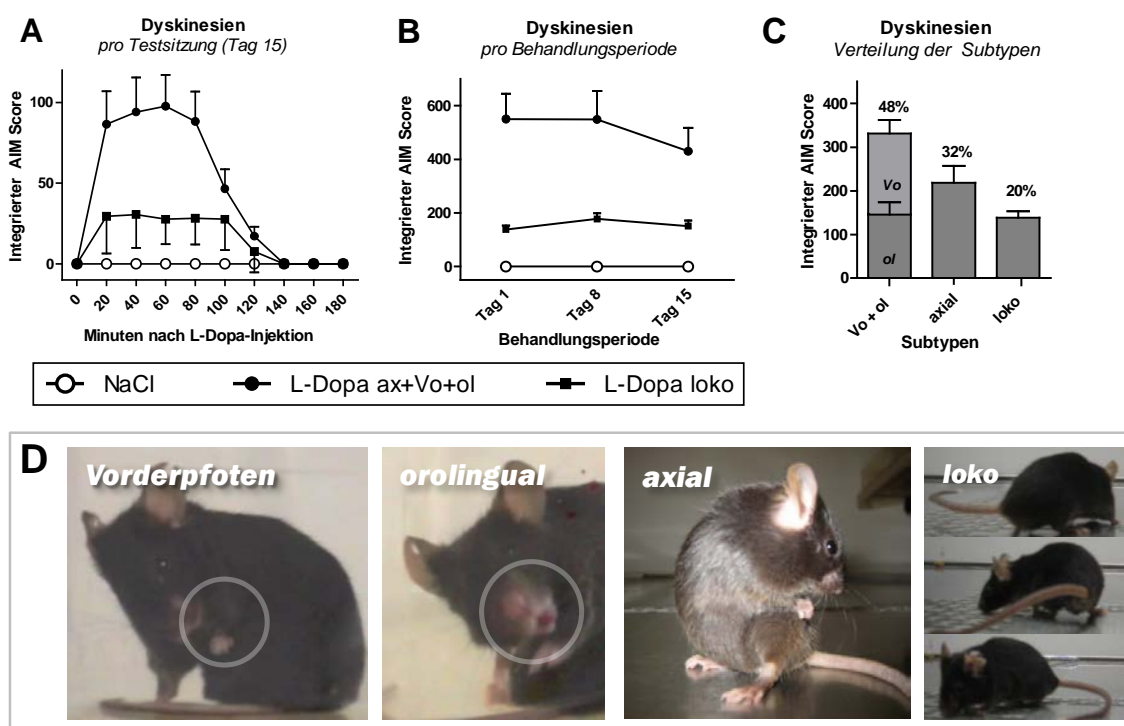 A
Dyskinesien
pro Testsitzung (Tag 15)
Integrierter AIM Score
100
50
0
0 20 40 60 80 100 120 140 160 180
Minuten nach L-Dopa-Injektion
B
Dyskinesien
pro Behandlungsperiode
Integrierter AIM Score
600
400
200
0
Tag 1 Tag 8 Tag 15
Behandlungsperiode
C
Dyskinesien
Verteilung der Subtypen
Integrierter AIM Score
400
300
200
100
0
48%
32%
20%
Vo
ol
Vo + ol axial loko
Subtypen
NaCl L-Dopa ax+Vo+ol L-Dopa loko
D
Vorderpfoten orolingual axial loko